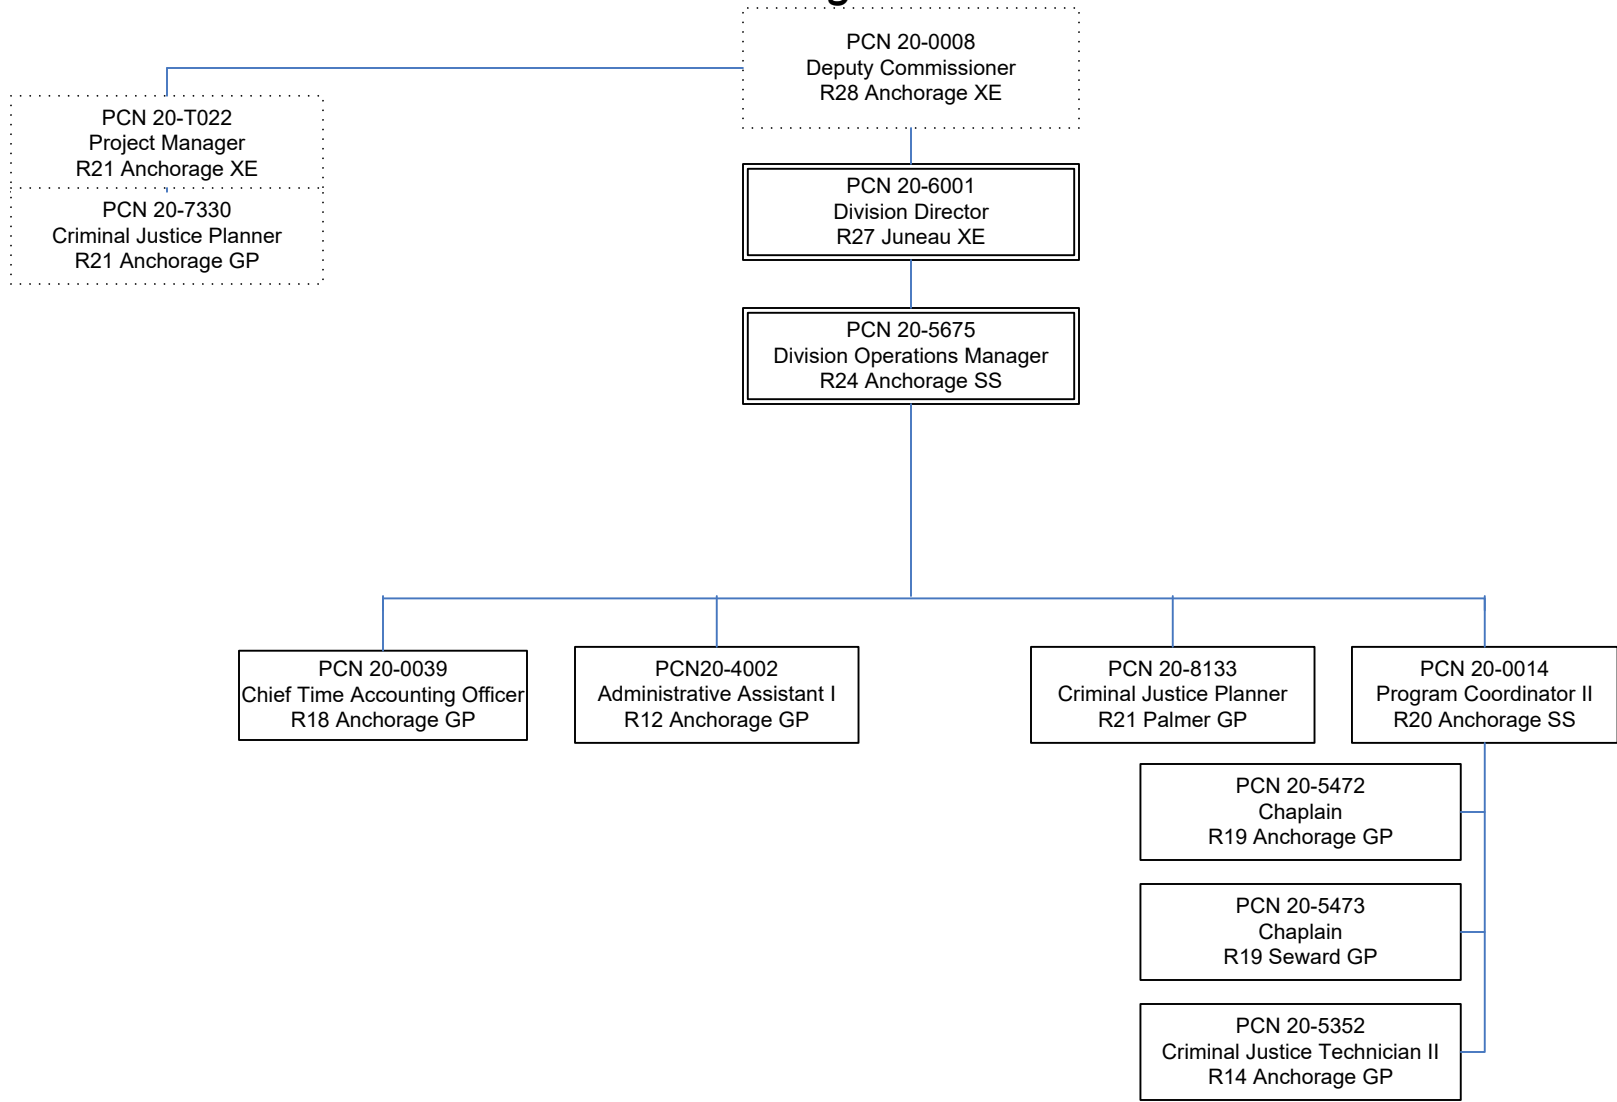 PCN 20-0008
Deputy Commissioner
R28 Anchorage XE
PCN 20-T022
Project Manager
R21 Anchorage XE
PCN 20-7330
Criminal Justice Planner
R21 Anchorage GP
PCN 20-6001
Division Director
R27 Juneau XE
PCN 20-5675
Division Operations Manager
R24 Anchorage SS
PCN 20-0039
Chief Time Accounting Officer
R18 Anchorage GP
PCN20-4002
Administrative Assistant I
R12 Anchorage GP
PCN 20-8133
Criminal Justice Planner
R21 Palmer GP
PCN 20-0014
Program Coordinator II
R20 Anchorage SS
PCN 20-5472
Chaplain
R19 Anchorage GP
PCN 20-5473
Chaplain
R19 Seward GP
PCN 20-5352
Criminal Justice Technician II
R14 Anchorage GP